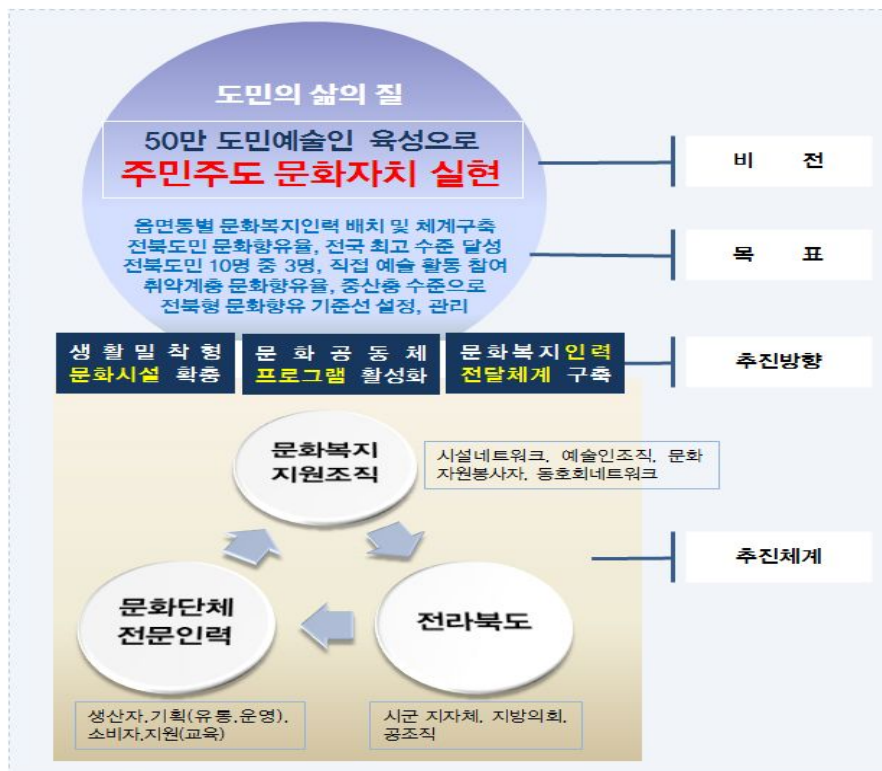 도민의 삶의 질
50만 도민예술인 육성으로
주민주도 문화자치 실현
비 전
읍면동별 문화복지인력 배치 및 체계구축
전북도민 문화향유율, 전국 최고 수준 달성
전북도민 10명 중 3명, 직접 예술 활동 참여
취약계층 문화향유율, 중산층 수준으로
전북형 문화향유 기준선 설정, 관리
목 표
생 활 밀 착 형
문화시설 확충
문 화 공 동 체
프로그램 활성화
문화복지인력
전달체계 구축
추진방향
문화복지
지원조직
시설네트워크, 예술인조직, 문화
자원봉사자, 동호회네트워크
추진체계
문화단체
전문인력
전라북도
생산자,기획(유통,운영),
소비자,지원(교육)
시군 지자체, 지방의회,
공조직